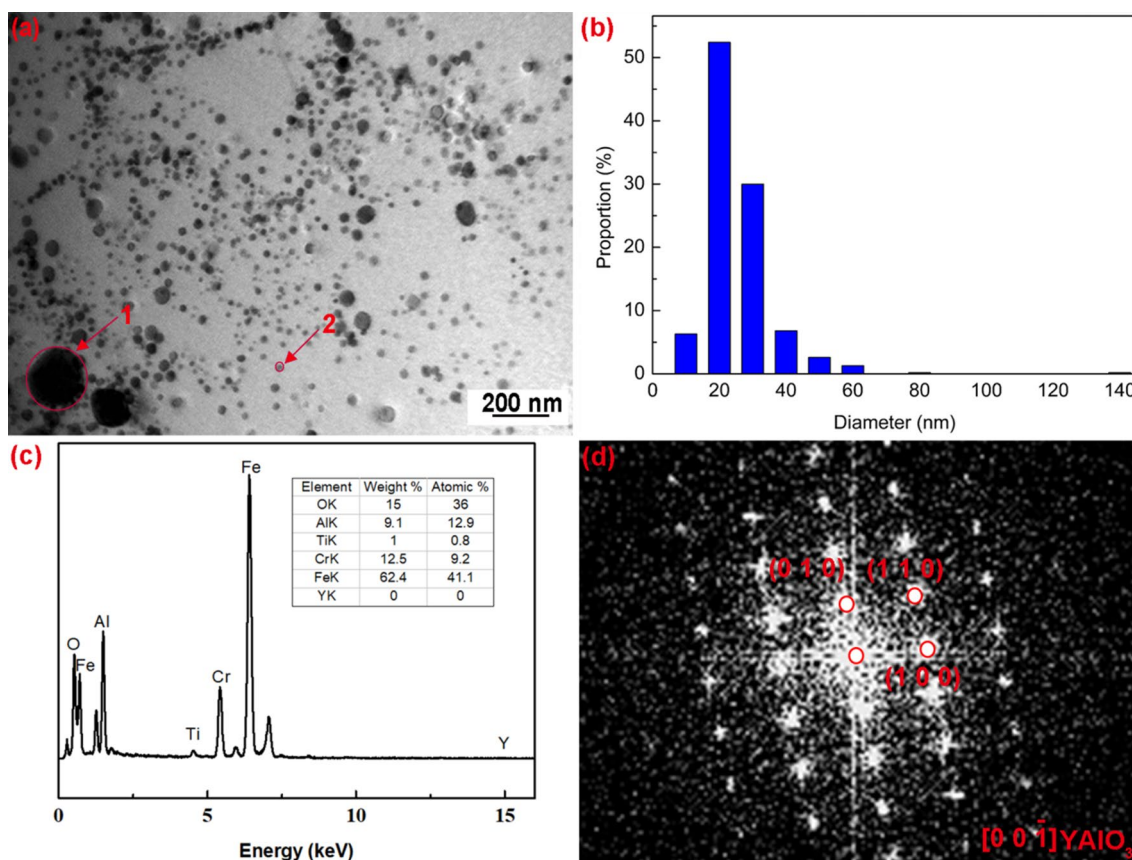 (a)
1
2
200 nm
(b)
Proportion (%)
50
40
30
20
10
0
0 20 40 60 80 100 120 140
Diameter (nm)
(c)
Fe
O
Fe
Al
Ti
Cr
Y
Element Weight % Atomic %
OK 15 36
AlK 9.1 12.9
TiK 1 0.8
CrK 12.5 9.2
FeK 62.4 41.1
YK 0 0
0 5 10 15
Energy (keV)
(d)
(0 1 0) (1 1 0)
(1 0 0)
[0 0 1̄] YAlO₃